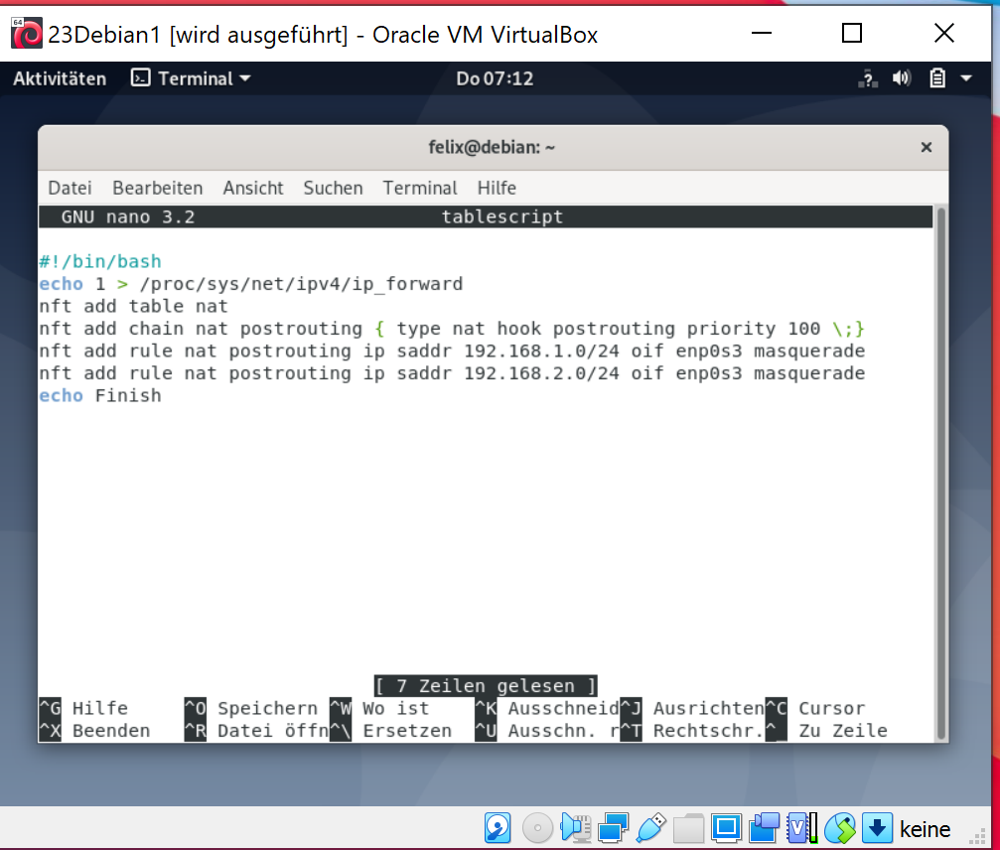 64
23Debian1 [wird ausgeführt] - Oracle VM VirtualBox
Aktivitäten Terminal Do 07:12 ?
felix@debian: ~
Datei Bearbeiten Ansicht Suchen Terminal Hilfe
GNU nano 3.2 tablescript
#!/bin/bash
echo 1 > /proc/sys/net/ipv4/ip_forward
nft add table nat
nft add chain nat postrouting { type nat hook postrouting priority 100 \;}
nft add rule nat postrouting ip saddr 192.168.1.0/24 oif enp0s3 masquerade
nft add rule nat postrouting ip saddr 192.168.2.0/24 oif enp0s3 masquerade
echo Finish
[ 7 Zeilen gelesen ]
^G Hilfe ^O Speichern ^W Wo ist ^K Ausschneid^J Ausrichten^C Cursor
^X Beenden ^R Datei öffn^\ Ersetzen ^U Ausschn. r^T Rechtschr.^_ Zu Zeile
V keine